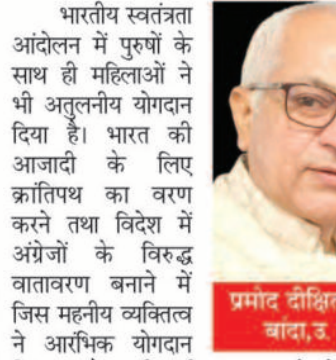 भारतीय स्वतंत्रता
आंदोलन में पुरुषों के
साथ ही महिलाओं ने
भी अतुलनीय योगदान
दिया है। भारत की
आजादी के लिए
क्रांतिपथ का वरण
करने तथा विदेश में
अंग्रेजों के विरुद्ध
वातावरण बनाने में
जिस महनीय व्यक्तित्व
ने आरंभिक योगदान
प्रमोद दीक्षित
बांदा, उ.